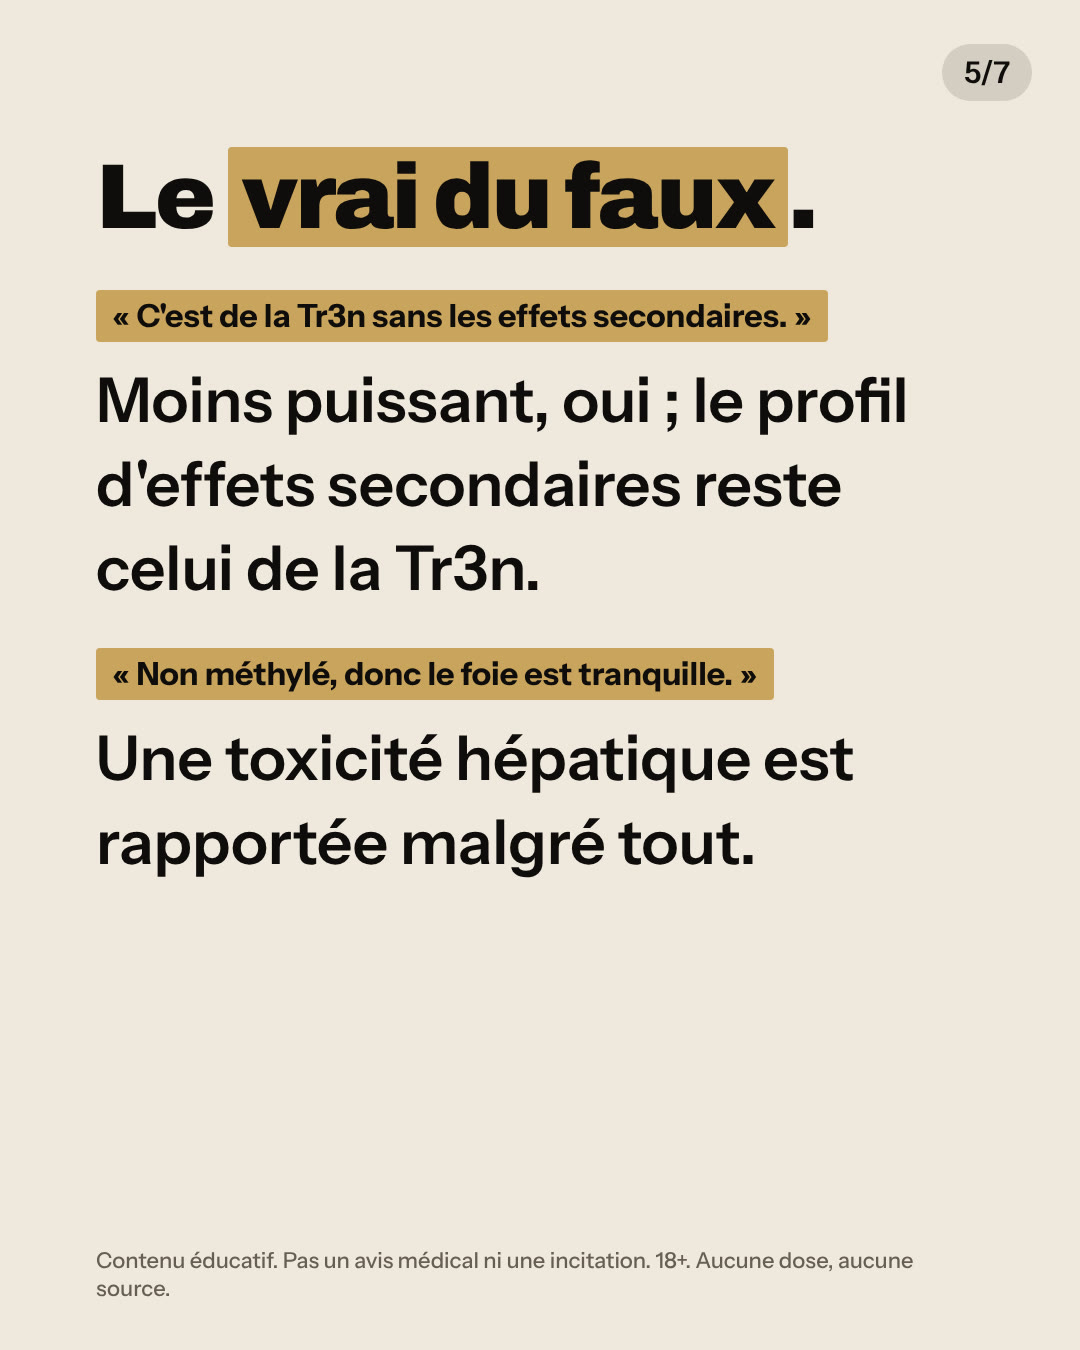 5/7
Le vrai du faux.
« C'est de la Tr3n sans les effets secondaires. »
Moins puissant, oui ; le profil
d'effets secondaires reste
celui de la Tr3n.
« Non méthylé, donc le foie est tranquille. »
Une toxicité hépatique est
rapportée malgré tout.
Contenu éducatif. Pas un avis médical ni une incitation. 18+. Aucune dose, aucune
source.